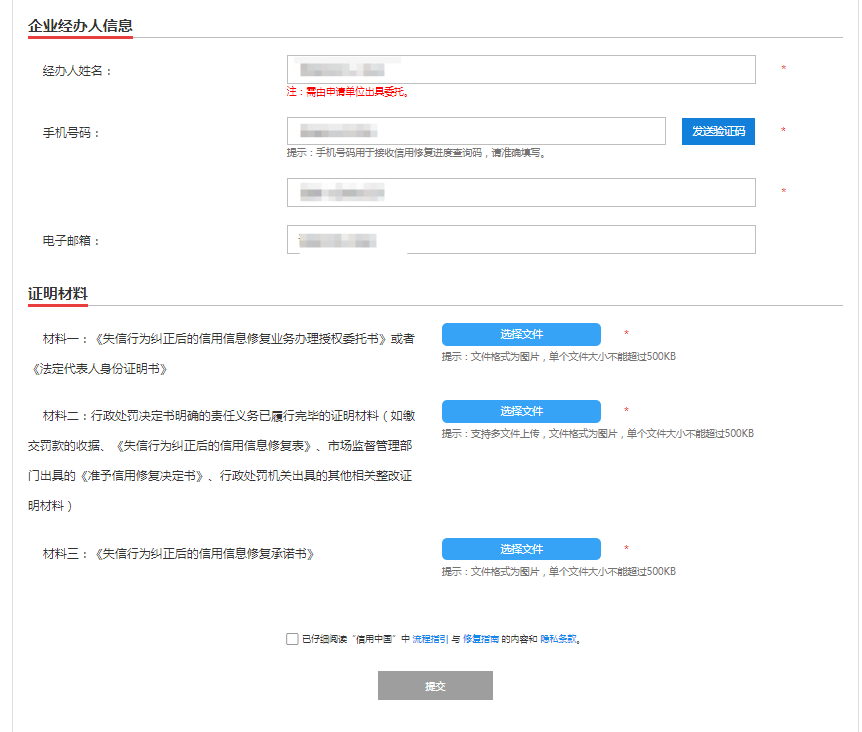 企业经办人信息
经办人姓名：
*
注：需由申请单位出具委托。
手机号码：
发送验证码
*
提示：手机号码用于接收信用修复进度查询码，请准确填写。
*
电子邮箱：
证明材料
材料一：《失信行为纠正后的信用信息修复业务办理授权委托书》或者
《法定代表人身份证明书》
选择文件
*
提示：文件格式为图片，单个文件大小不能超过500KB
材料二：行政处罚决定书明确的责任义务已履行完毕的证明材料（如缴
交罚款的收据、《失信行为纠正后的信用信息修复表》、市场监督管理部
门出具的《准予信用修复决定书》、行政处罚机关出具的其他相关整改证
明材料）
选择文件
*
提示：支持多文件上传，文件格式为图片，单个文件大小不能超过500KB
材料三：《失信行为纠正后的信用信息修复承诺书》
选择文件
*
提示：文件格式为图片，单个文件大小不能超过500KB
已仔细阅读“信用中国”中 流程指引 与 修复指南 的内容和 隐私条款。
提交